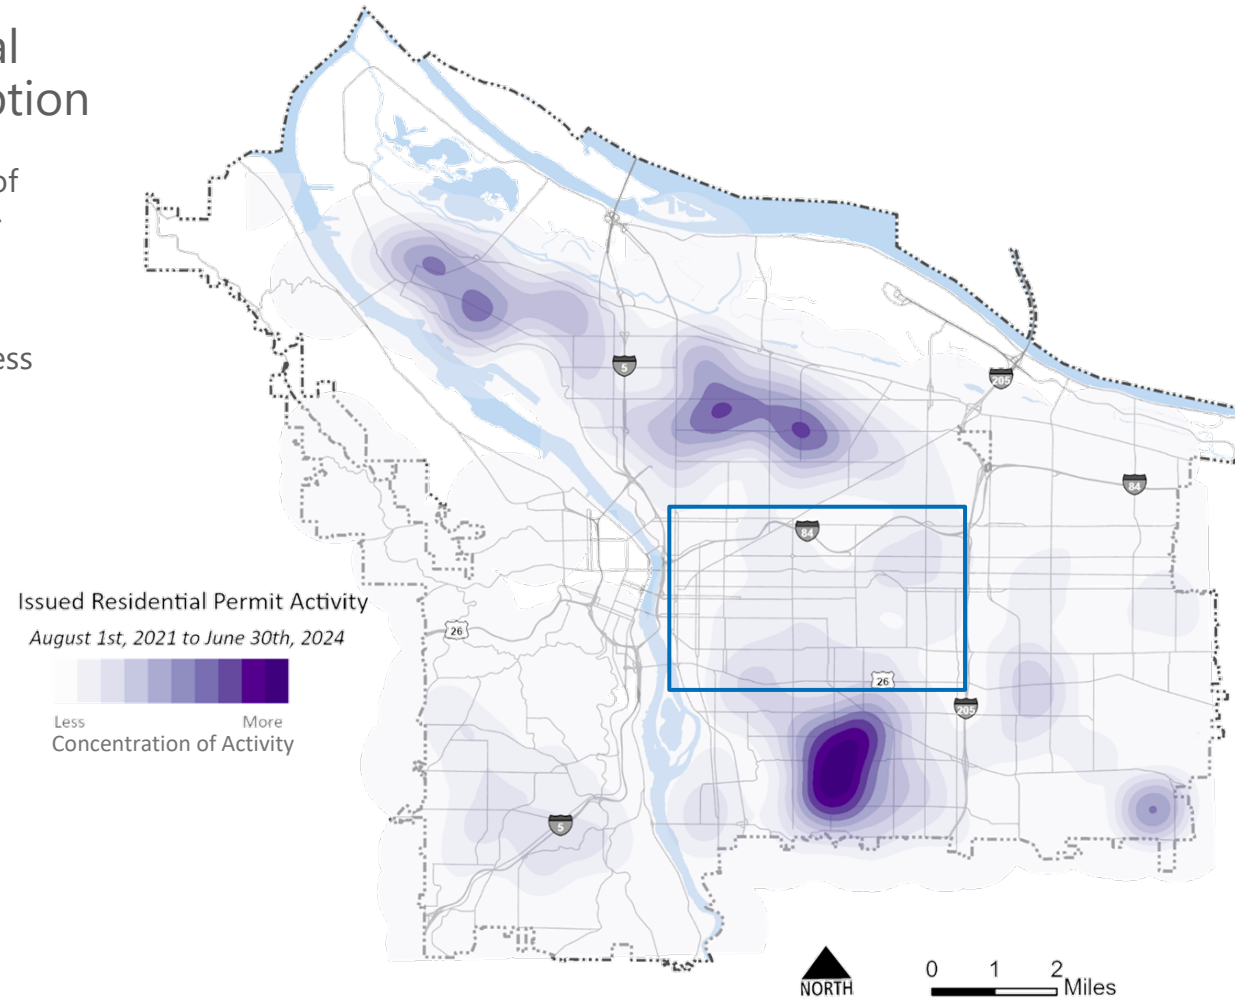 al
otion
of
ess
Issued Residential Permit Activity
August 1st, 2021 to June 30th, 2024
Less More
Concentration of Activity
5
205
84
84
26
26
205
5
NORTH
0 1 2
Miles